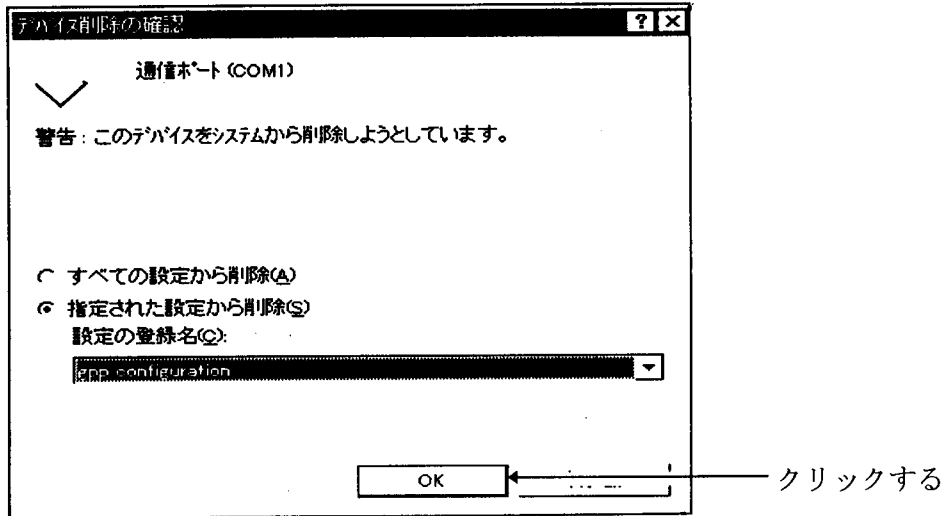 デバイス削除の確認
通信ポート (COM1)
警告 : このデバイスをシステムから削除しようとしています。
すべての設定から削除(A)
指定された設定から削除(S)
設定の登録名(C):
gpp configuration
OK
クリックする